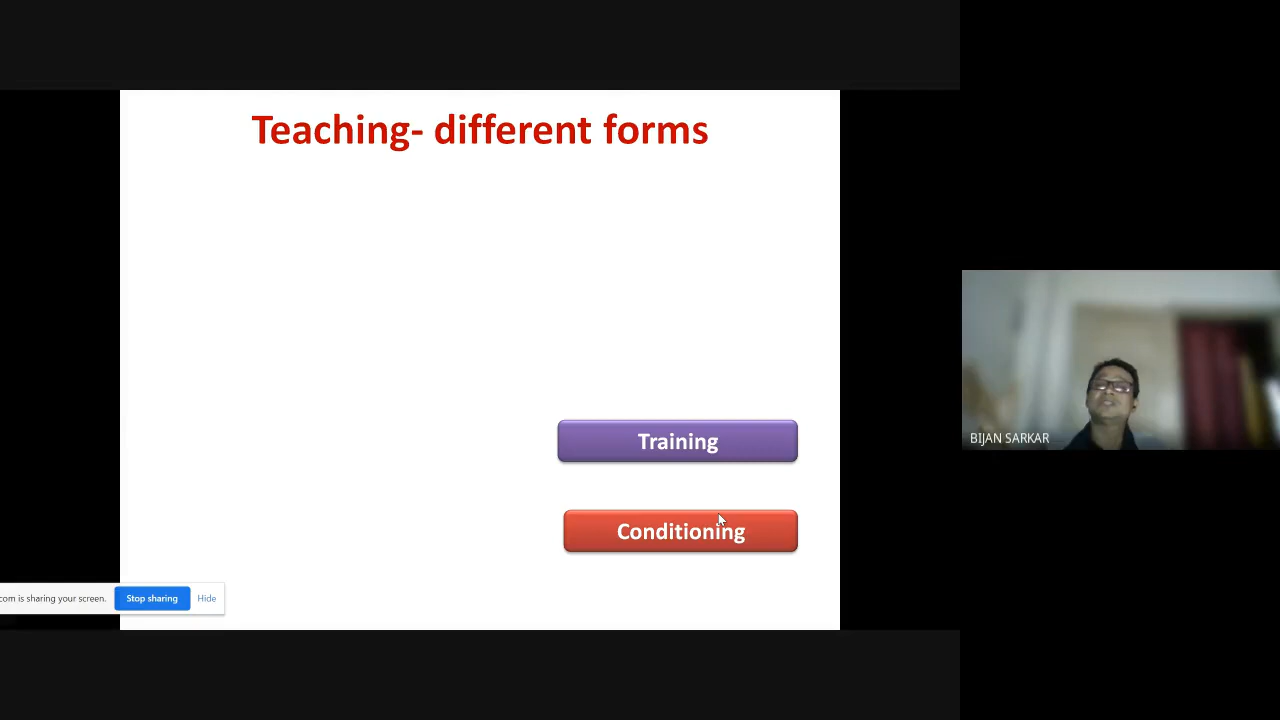 Teaching- different forms
Training
Conditioning
com is sharing your screen. Stop sharing Hide
BIJAN SARKAR